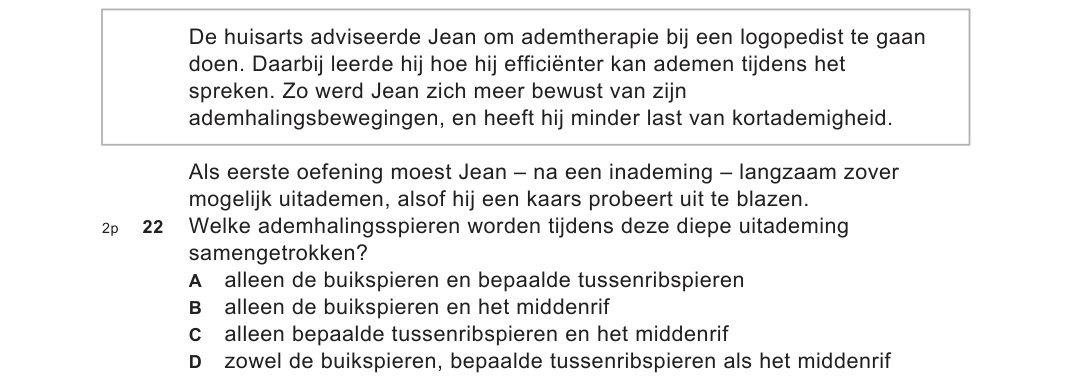 De huisarts adviseerde Jean om ademtherapie bij een logopedist te gaan
doen. Daarbij leerde hij hoe hij efficiënter kan ademen tijdens het
spreken. Zo werd Jean zich meer bewust van zijn
ademhalingsbewegingen, en heeft hij minder last van kortademigheid.
Als eerste oefening moest Jean – na een inademing – langzaam zover
mogelijk uitademen, alsof hij een kaars probeert uit te blazen.
2p 22 Welke ademhalingsspieren worden tijdens deze diepe uitademing
samengetrokken?
A alleen de buikspieren en bepaalde tussenribspieren
B alleen de buikspieren en het middenrif
C alleen bepaalde tussenribspieren en het middenrif
D zowel de buikspieren, bepaalde tussenribspieren als het middenrif